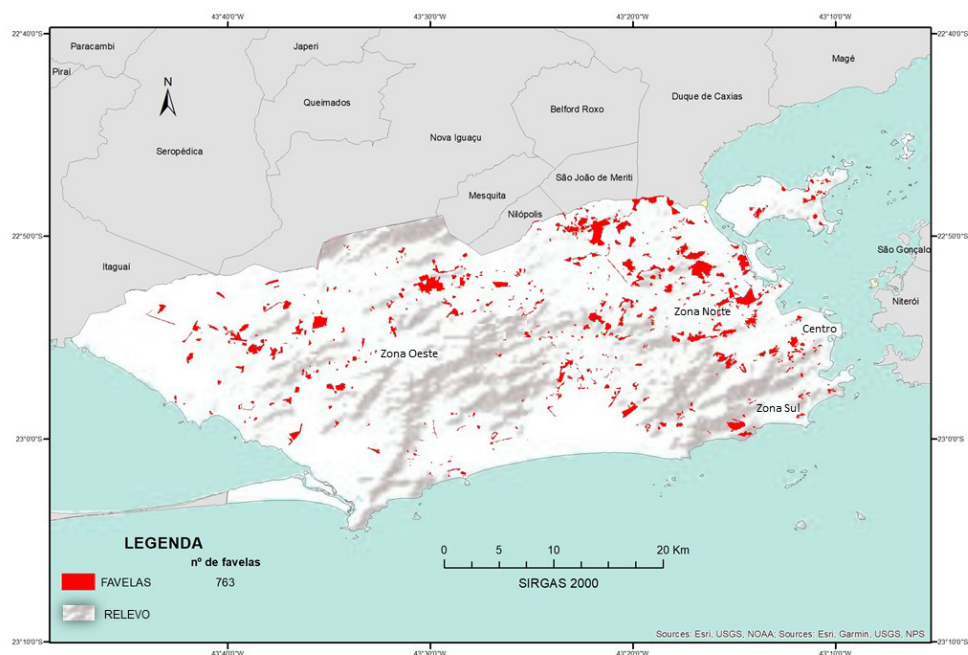 43°40'0"W
43°30'0"W
43°20'0"W
43°10'0"W
22°40'0"S
22°40'0"S
Paracambi
Japeri
Magé
Piraí
N
Queimados
Duque de Caxias
Belford Roxo
Nova Iguaçu
Seropédica
São João de Meriti
Mesquita
Nilópolis
22°50'0"S
22°50'0"S
São Gonçalo
Itaguaí
Niterói
Zona Norte
Centro
Zona Oeste
Zona Sul
23°0'0"S
23°0'0"S
LEGENDA
nº de favelas
FAVELAS 763
RELEVO
0 5 10 20 Km
SIRGAS 2000
Sources: Esri, USGS, NOAA; Sources: Esri, Garmin, USGS, NPS
23°10'0"S
23°10'0"S
43°40'0"W
43°30'0"W
43°20'0"W
43°10'0"W